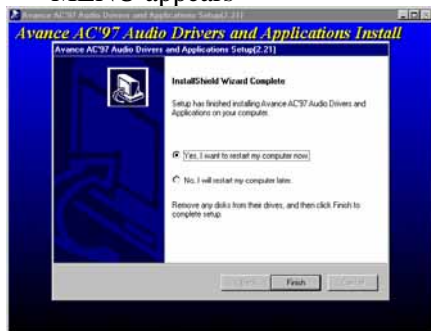 MENU appears
Avance AC'97 Audio Drivers and Applications Setup(2.21)
Avance AC'97 Audio Drivers and Applications Install
Avance AC'97 Audio Drivers and Applications Setup(2.21)
InstallShield Wizard Complete
Setup has finished installing Avance AC'97 Audio Drivers and
Applications on your computer.
Yes, I want to restart my computer now.
No, I will restart my computer later.
Remove any disks from their drives, and then click Finish to
complete setup.
< Back
Finish
Cancel